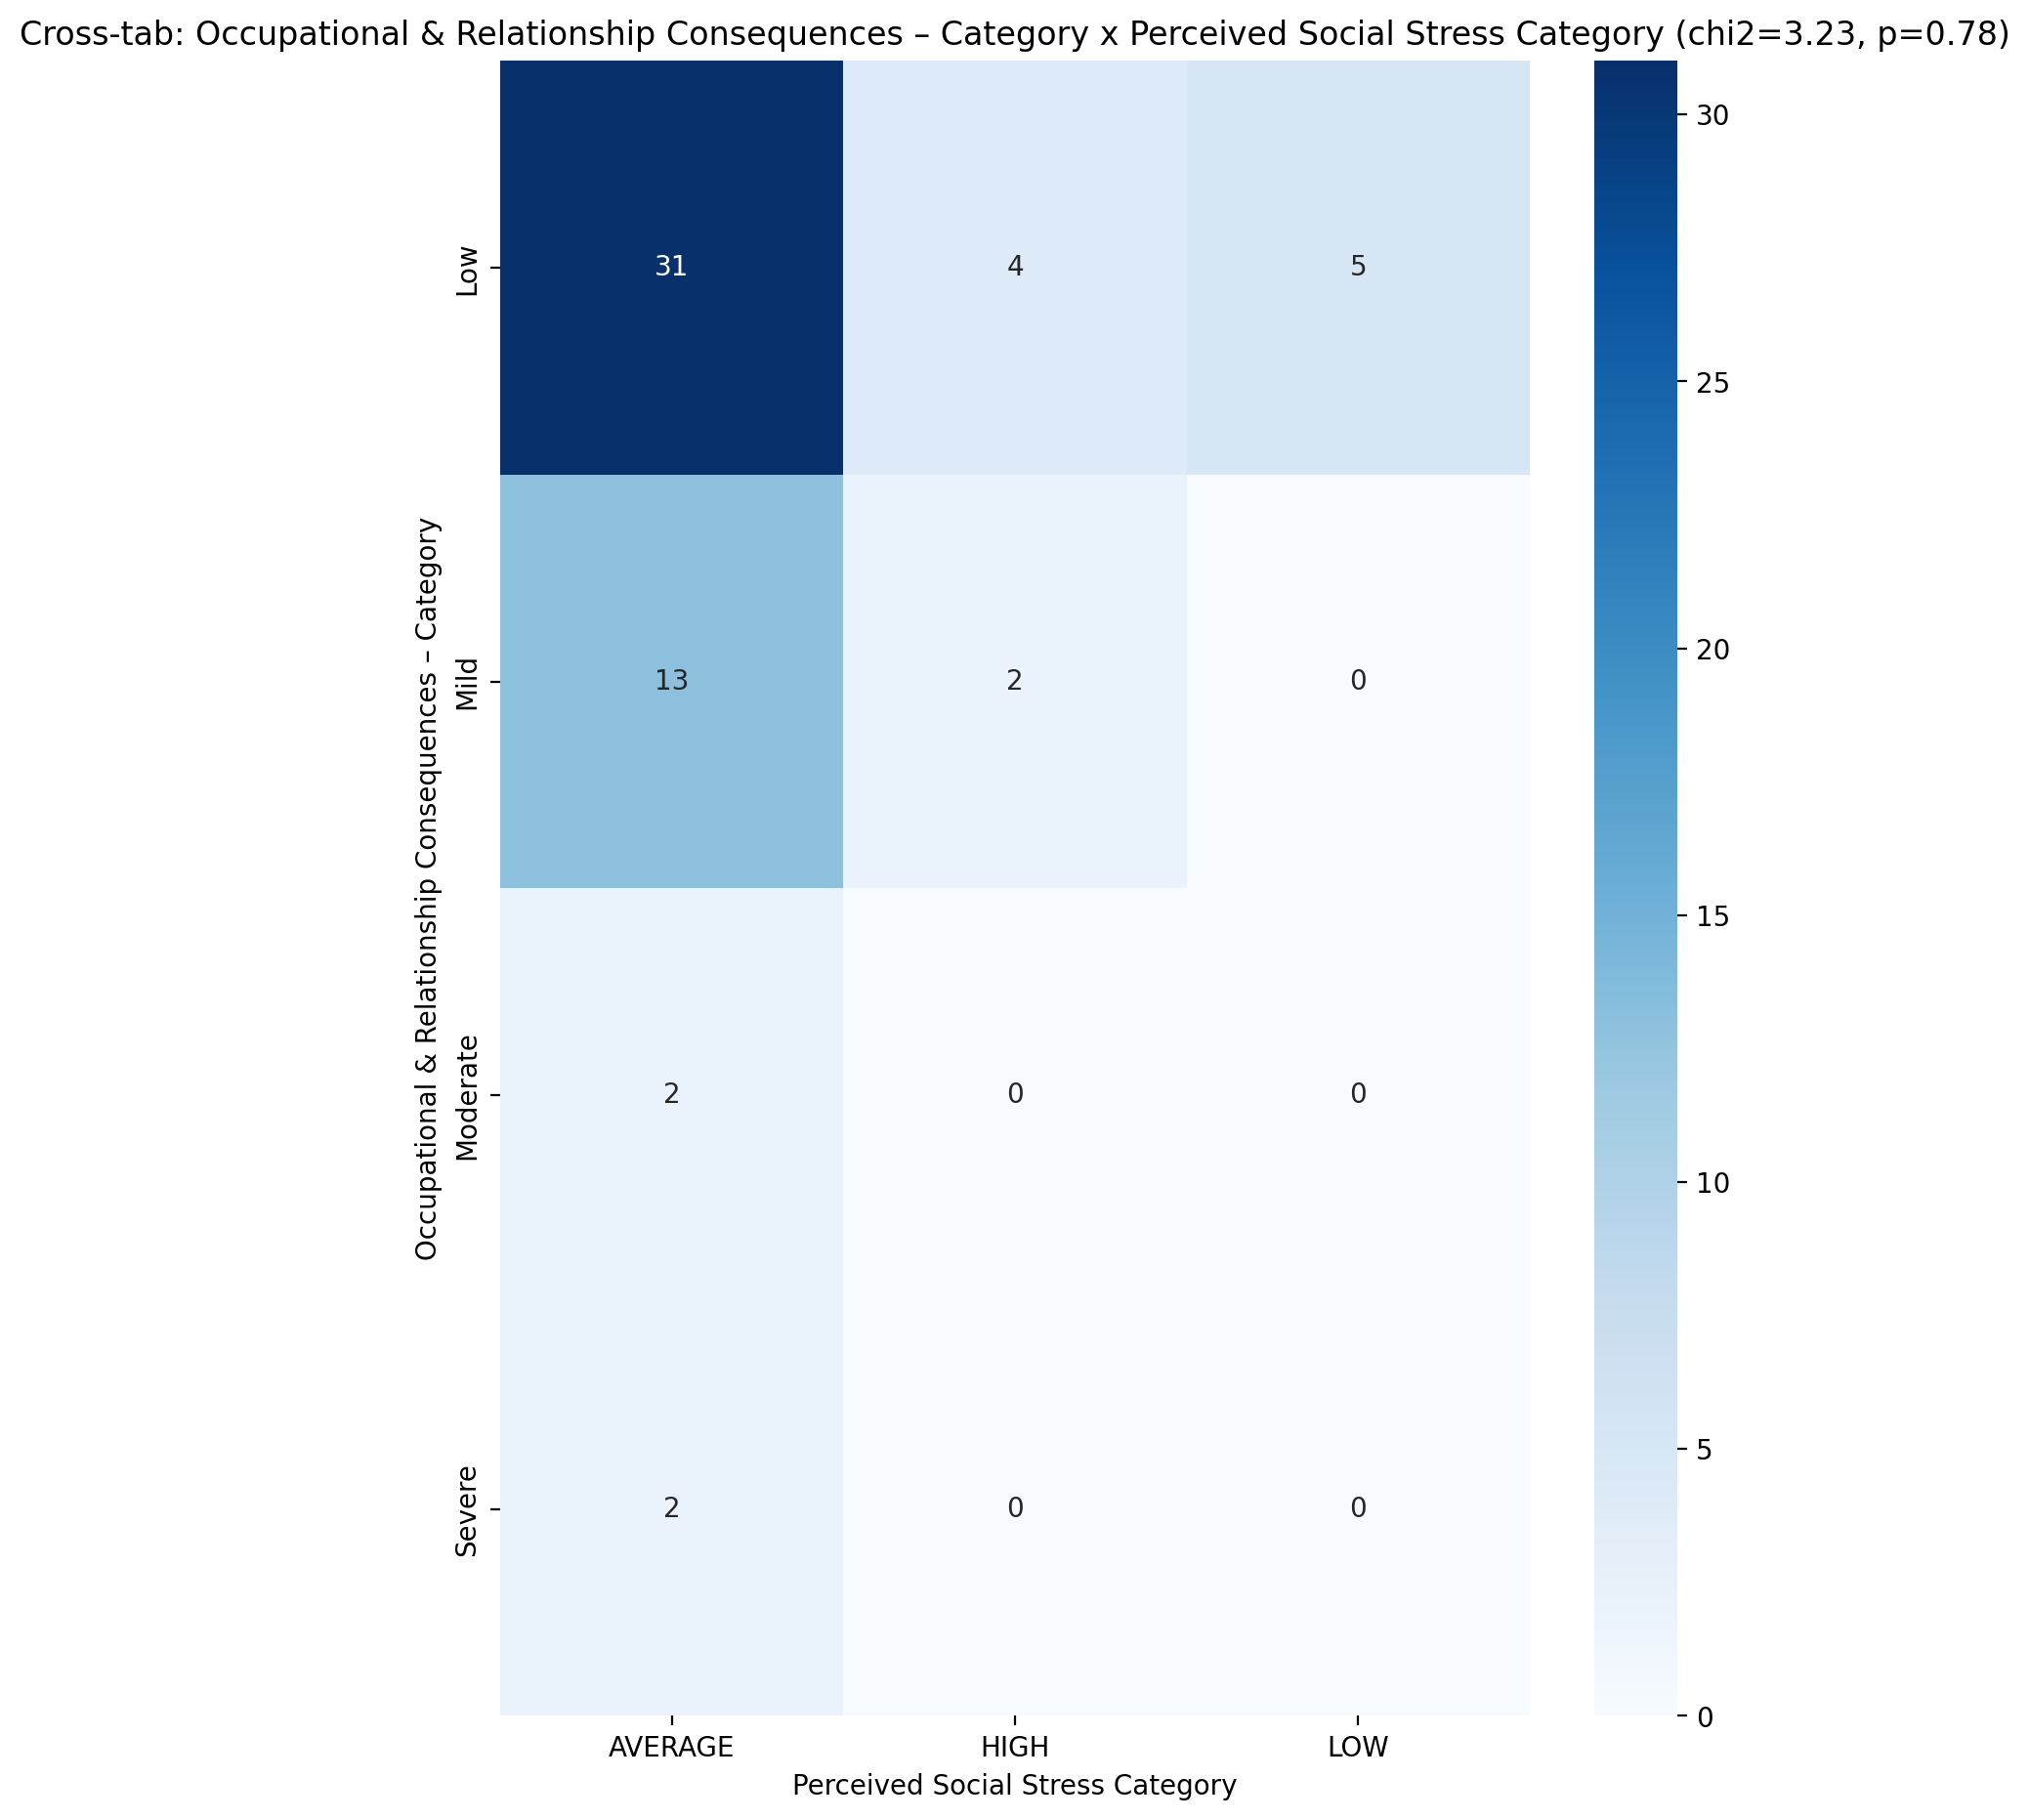 Cross-tab: Occupational & Relationship Consequences – Category x Perceived Social Stress Category (chi2=3.23, p=0.78)
Occupational & Relationship Consequences – Category
Low
31
4
5
Mild
13
2
0
Moderate
2
0
0
Severe
2
0
0
AVERAGE
HIGH
LOW
Perceived Social Stress Category
30
25
20
15
10
5
0